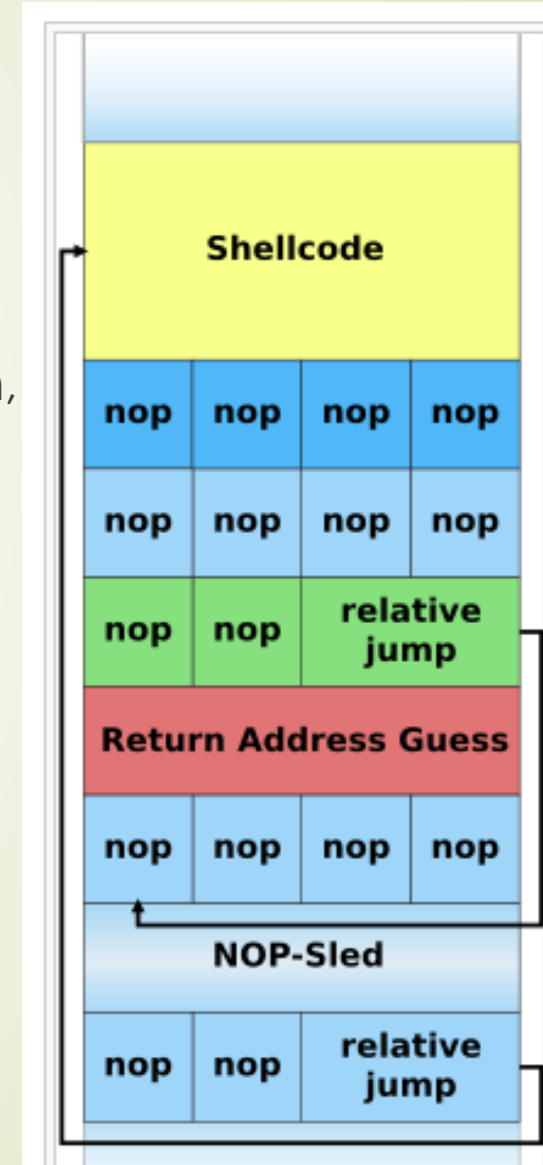 Shellcode
,
nop nop nop nop
nop nop nop nop
nop nop relative
jump
Return Address Guess
nop nop nop nop
NOP-Sled
nop nop relative
jump